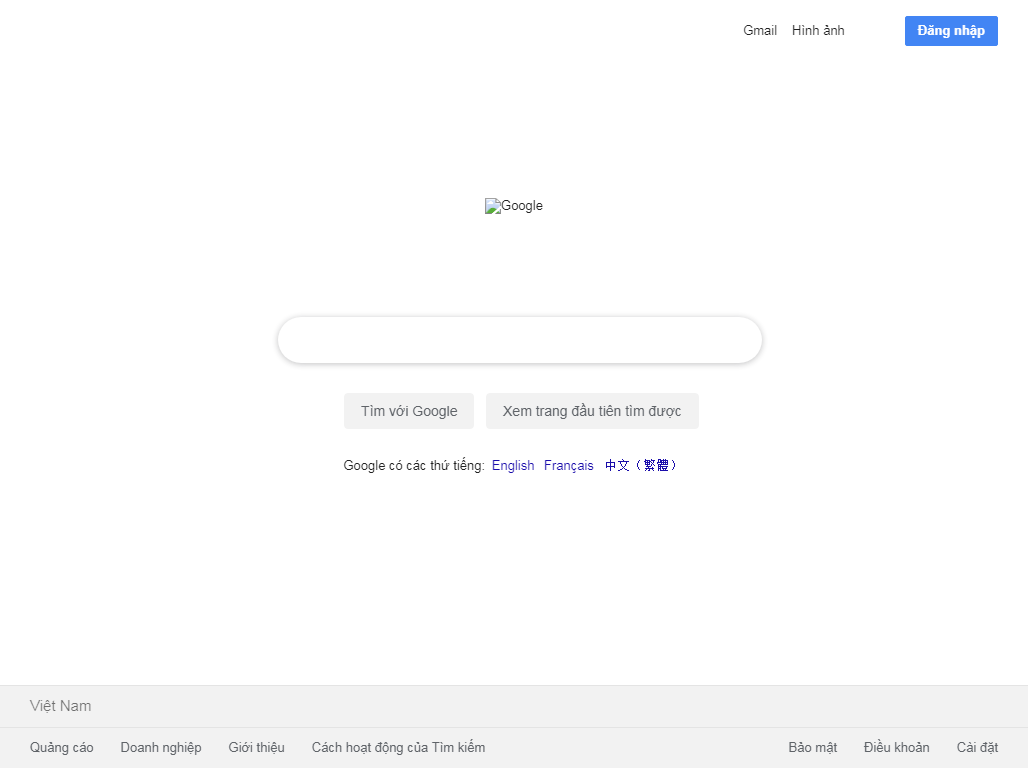 Gmail Hình ảnh Đăng nhập
Google
Tìm với Google Xem trang đầu tiên tìm được
Google có các thứ tiếng: English Français 中文（繁體）
Việt Nam
Quảng cáo Doanh nghiệp Giới thiệu Cách hoạt động của Tìm kiếm Bảo mật Điều khoản Cài đặt